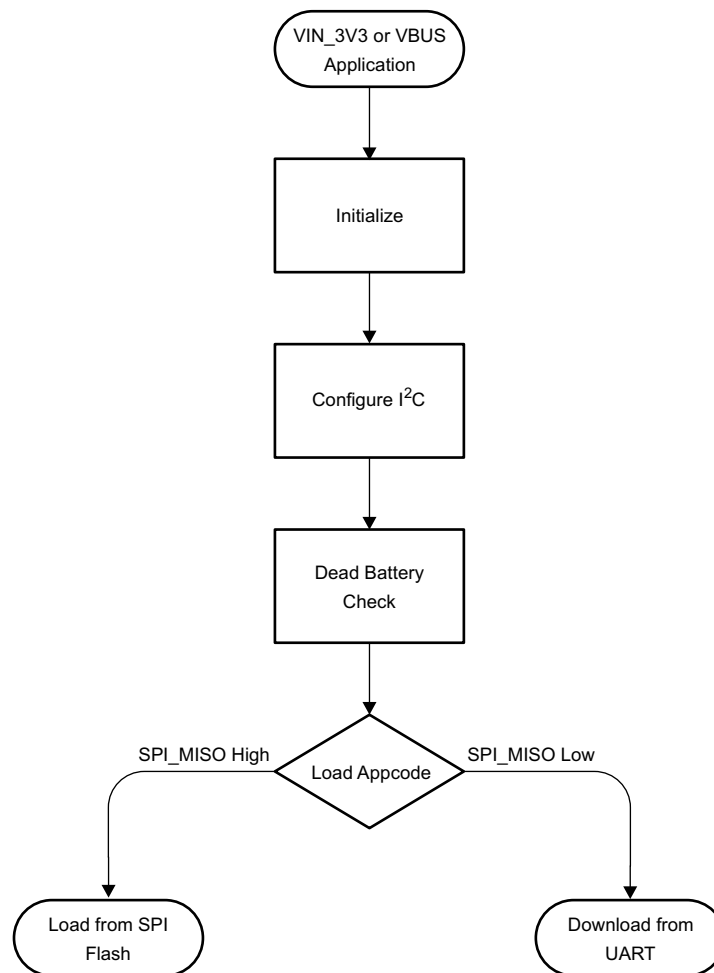 VIN_3V3 or VBUS
Application
Initialize
Configure I²C
Dead Battery
Check
SPI_MISO High
SPI_MISO Low
Load Appcode
Load from SPI
Flash
Download from
UART